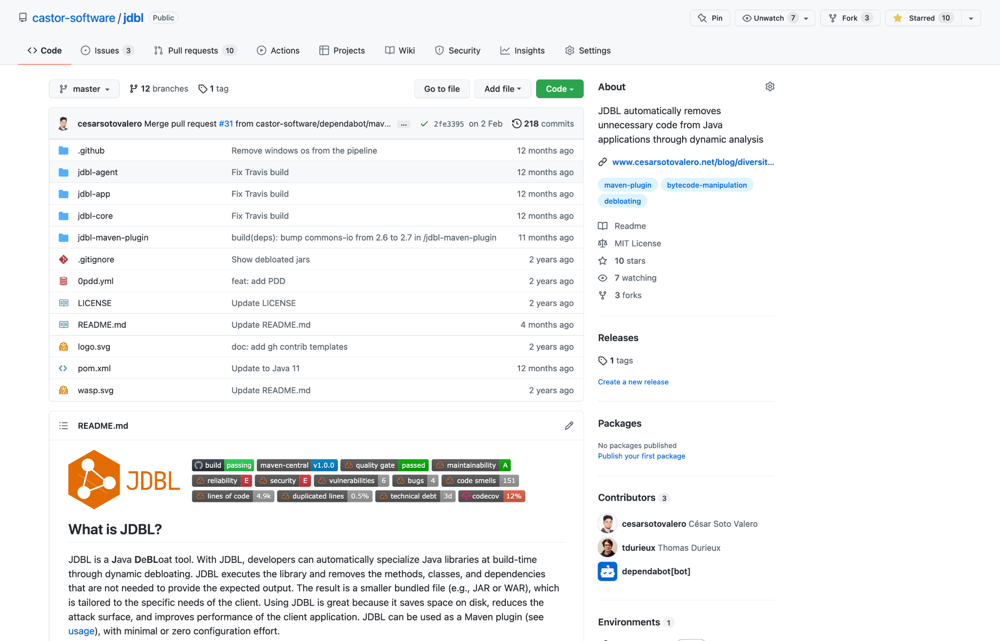 castor-software / jdbl Public
Pin Unwatch 7 Fork 3 Starred 10
Code Issues 3 Pull requests 10 Actions Projects Wiki Security Insights Settings
master 12 branches 1 tag Go to file Add file Code
cesarsotovalero Merge pull request #31 from castor-software/dependabot/mav... ... 2fe3395 on 2 Feb 218 commits
.github Remove windows os from the pipeline 12 months ago
jdbl-agent Fix Travis build 12 months ago
jdbl-app Fix Travis build 12 months ago
jdbl-core Fix Travis build 12 months ago
jdbl-maven-plugin build(deps): bump commons-io from 2.6 to 2.7 in /jdbl-maven-plugin 11 months ago
.gitignore Show debloated jars 2 years ago
0pdd.yml feat: add PDD 2 years ago
LICENSE Update LICENSE 2 years ago
README.md Update README.md 4 months ago
logo.svg doc: add gh contrib templates 2 years ago
pom.xml Update to Java 11 12 months ago
wasp.svg Update README.md 2 years ago
README.md
JDBL
build passing maven-central v1.0.0 quality gate passed maintainability A
reliability E security E vulnerabilities 6 bugs 4 code smells 151
lines of code 4.9k duplicated lines 0.5% technical debt 3d codecov 12%
What is JDBL?
JDBL is a Java DeBLoat tool. With JDBL, developers can automatically specialize Java libraries at build-time
through dynamic debloating. JDBL executes the library and removes the methods, classes, and dependencies
that are not needed to provide the expected output. The result is a smaller bundled file (e.g., JAR or WAR), which
is tailored to the specific needs of the client. Using JDBL is great because it saves space on disk, reduces the
attack surface, and improves performance of the client application. JDBL can be used as a Maven plugin (see
usage), with minimal or zero configuration effort.
About
JDBL automatically removes
unnecessary code from Java
applications through dynamic analysis
www.cesarsotovalero.net/blog/diversit...
maven-plugin bytecode-manipulation
debloating
Readme
MIT License
10 stars
7 watching
3 forks
Releases
1 tags
Create a new release
Packages
No packages published
Publish your first package
Contributors 3
cesarsotovalero César Soto Valero
tdurieux Thomas Durieux
dependabot[bot]
Environments 1